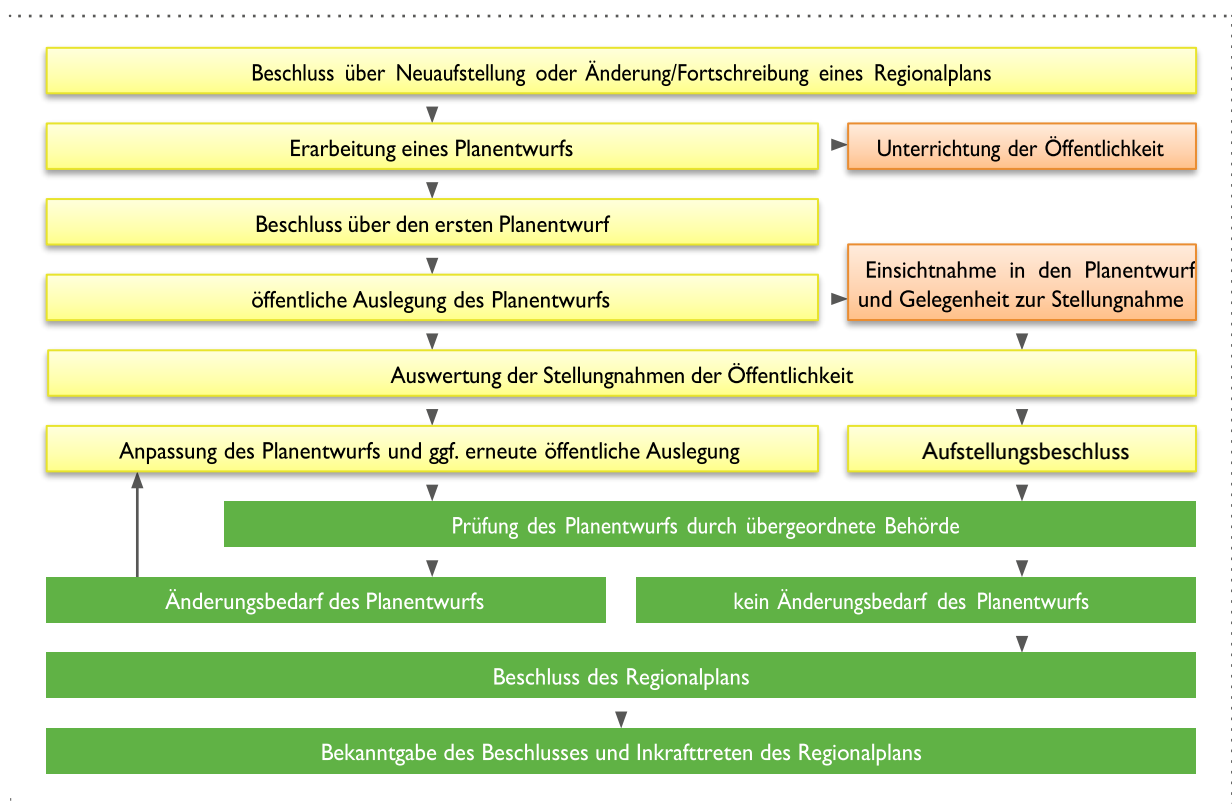 Beschluss über Neuaufstellung oder Änderung/Fortschreibung eines Regionalplans
Erarbeitung eines Planentwurfs
Unterrichtung der Öffentlichkeit
Beschluss über den ersten Planentwurf
Einsichtnahme in den Planentwurf
und Gelegenheit zur Stellungnahme
öffentliche Auslegung des Planentwurfs
Auswertung der Stellungnahmen der Öffentlichkeit
Anpassung des Planentwurfs und ggf. erneute öffentliche Auslegung
Aufstellungsbeschluss
Prüfung des Planentwurfs durch übergeordnete Behörde
Änderungsbedarf des Planentwurfs
kein Änderungsbedarf des Planentwurfs
Beschluss des Regionalplans
Bekanntgabe des Beschlusses und Inkrafttreten des Regionalplans